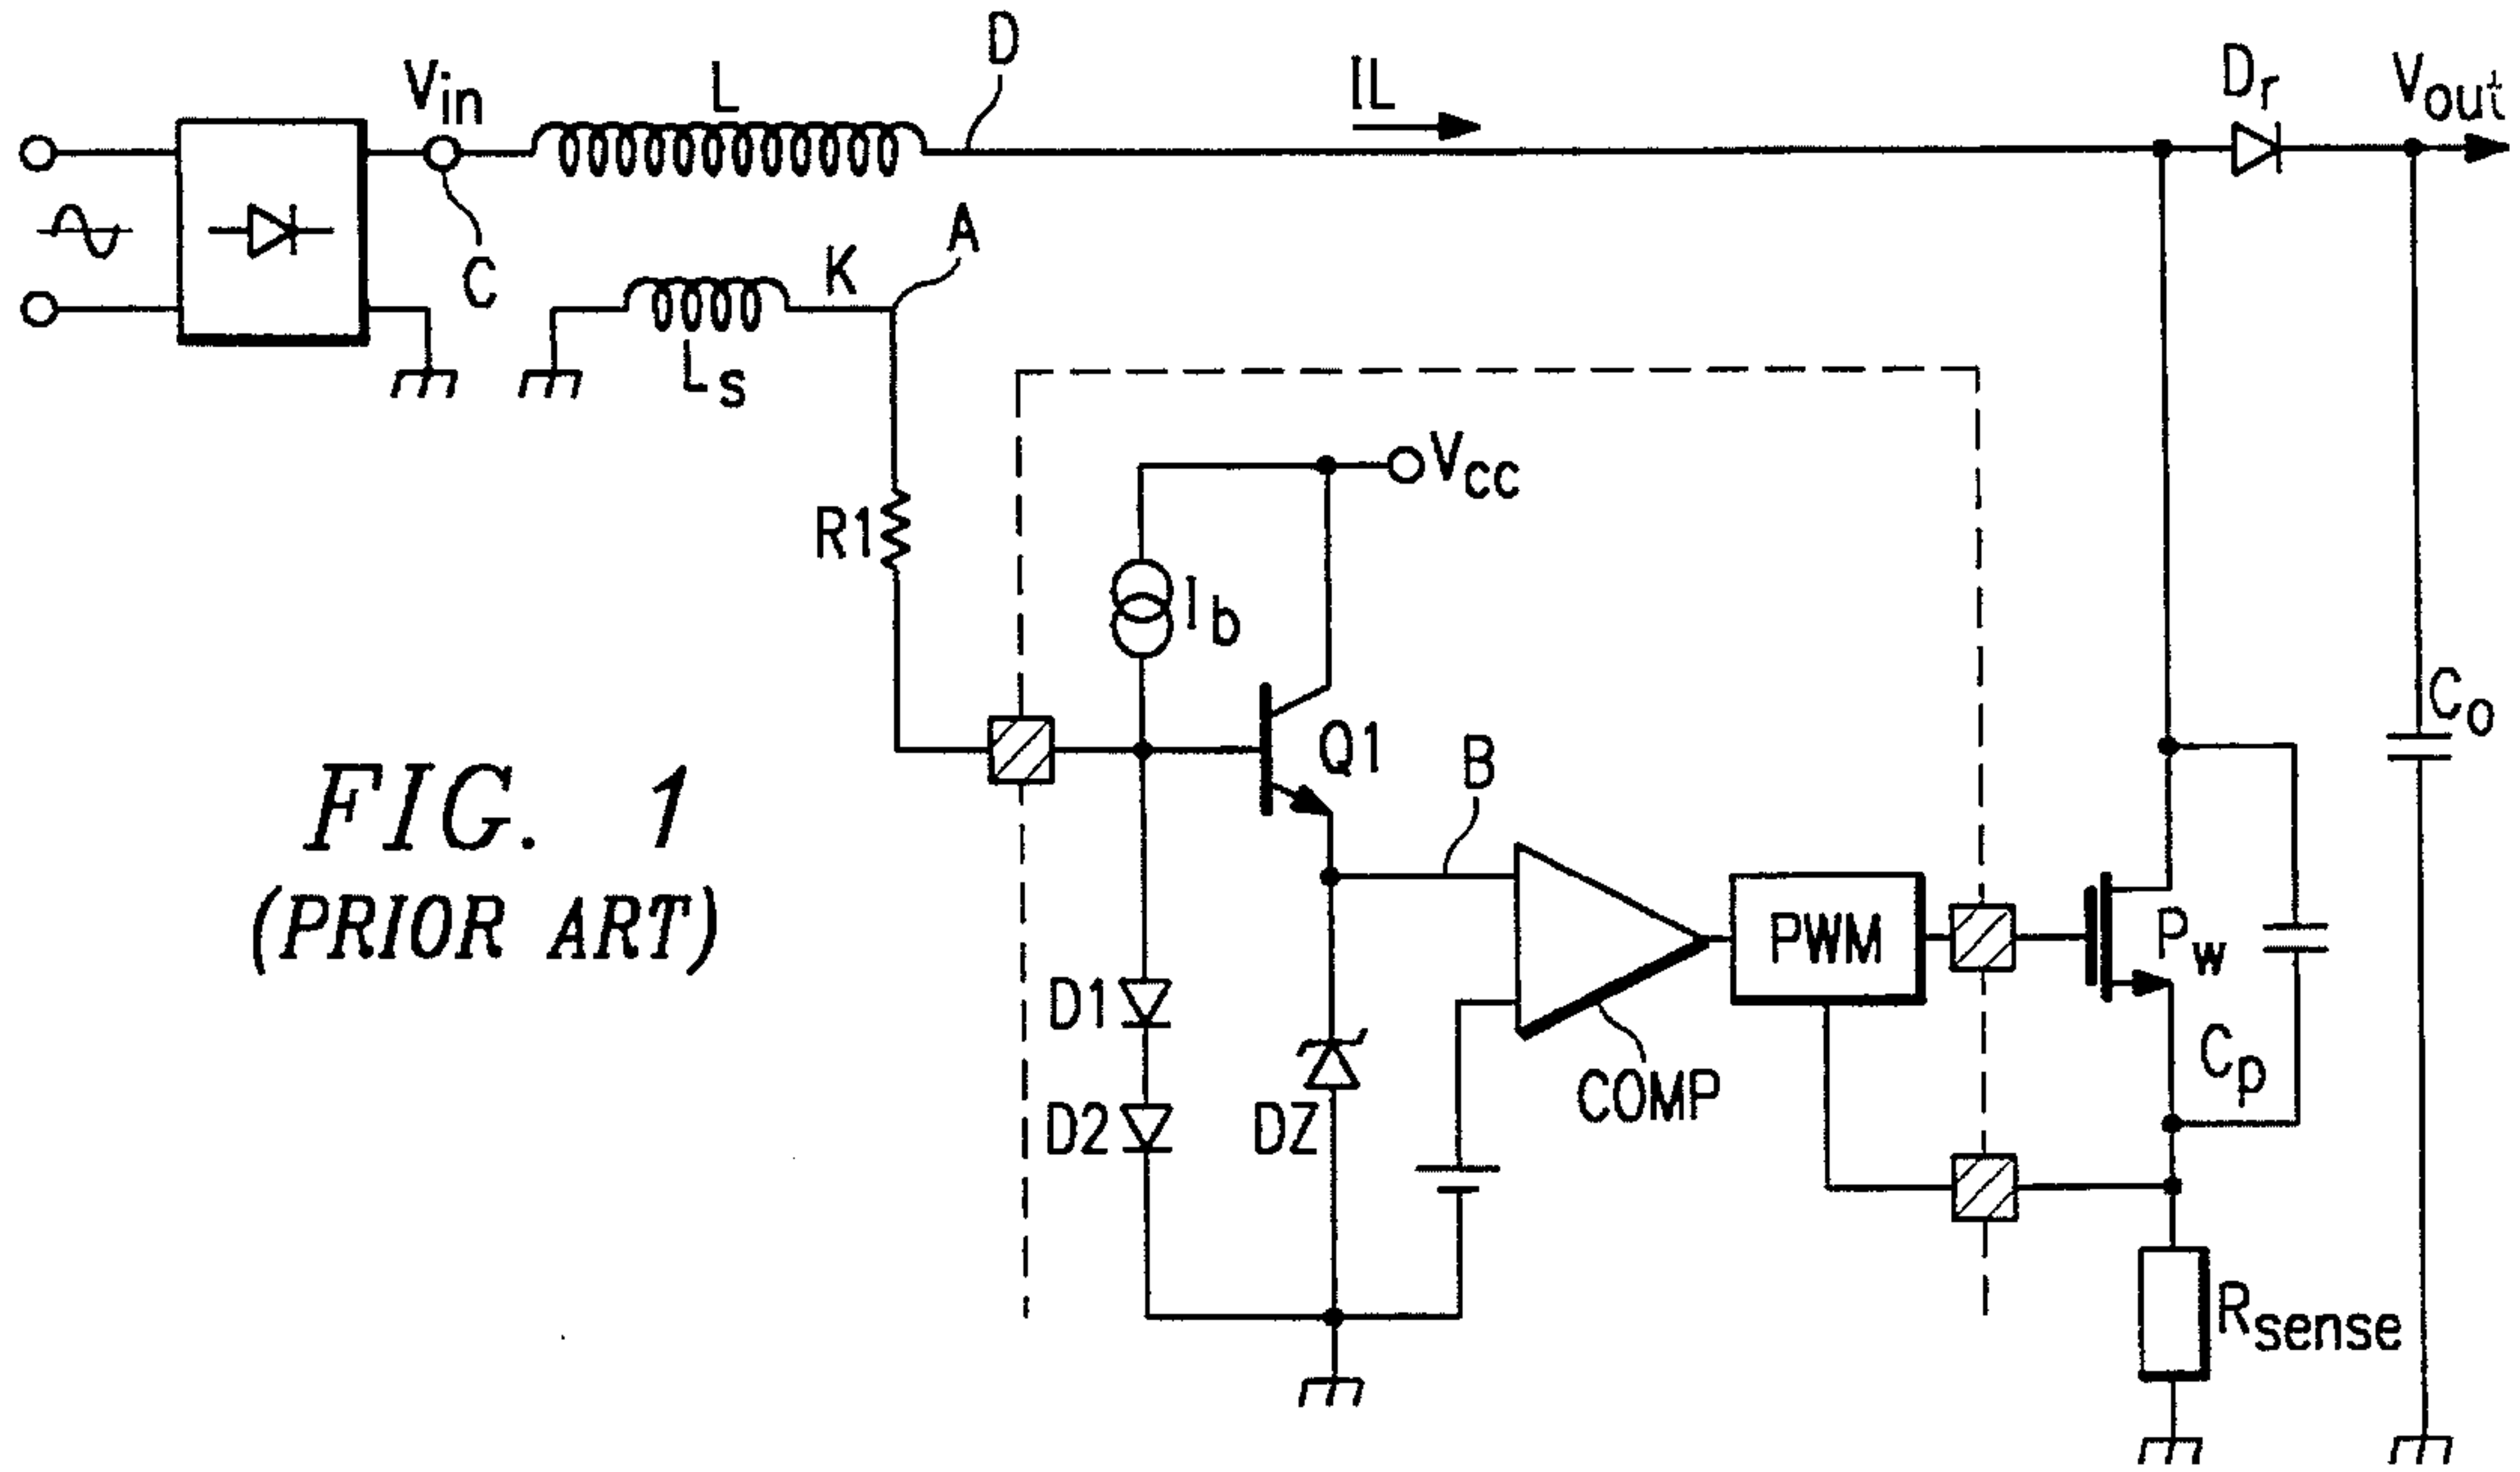 D
IL
Dr
Vout
Vin
L
C
K
A
Ls
Vcc
R1
Ib
Q1
B
Co
FIG. 1
(PRIOR ART)
PWM
Pw
D1
Cp
COMP
D2
DZ
Rsense